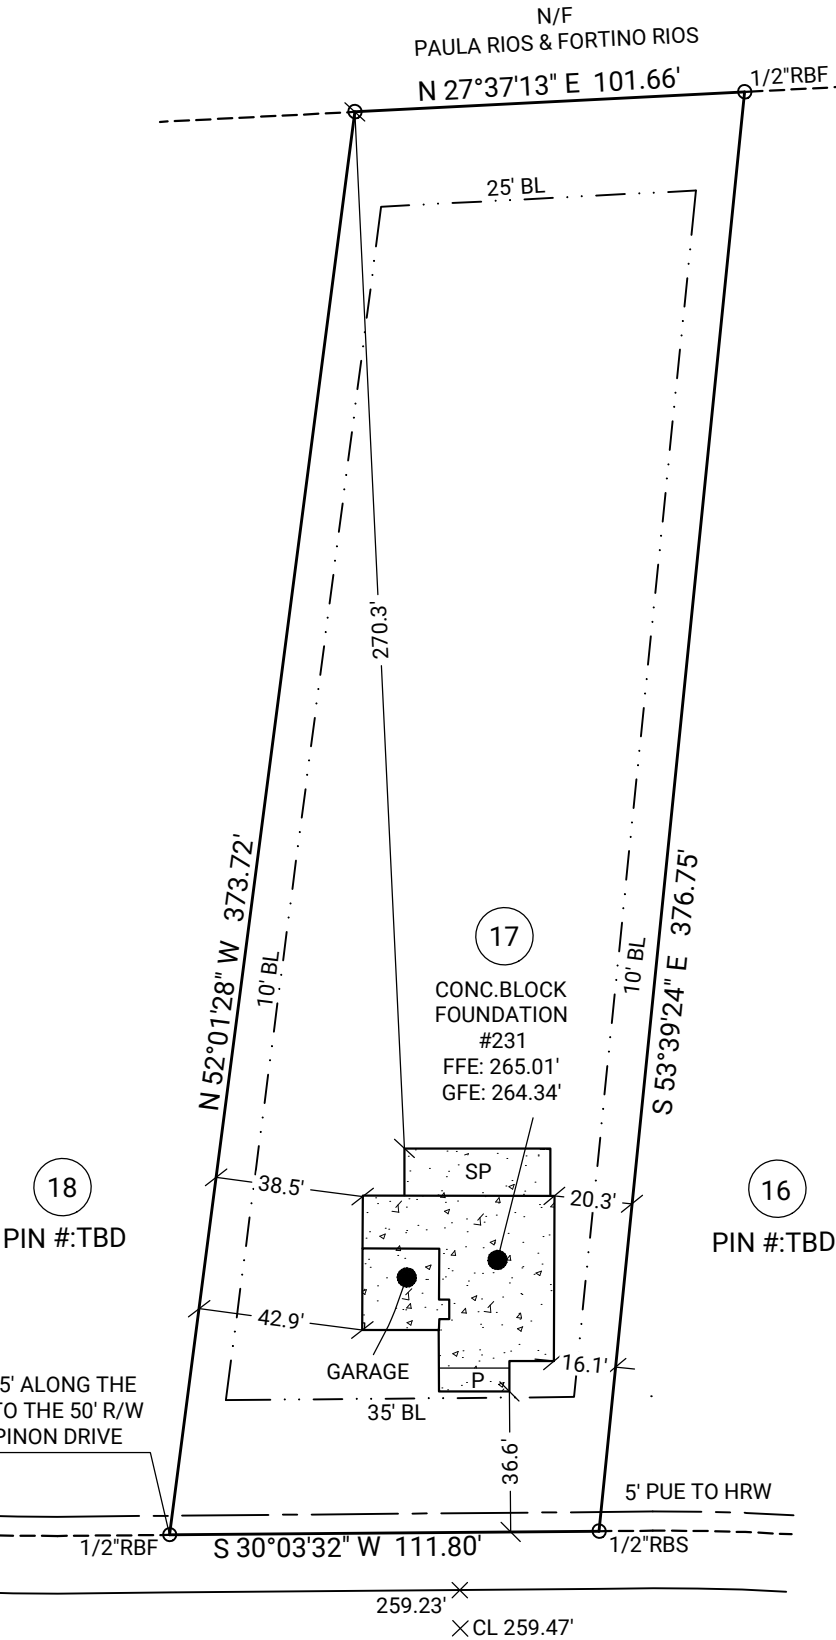 N/F
PAULA RIOS & FORTINO RIOS
N 27°37'13" E 101.66'
1/2"RBF
25' BL
270.3'
N 52°01'28" W 373.72'
10' BL
S 53°39'24" E 376.75'
10' BL
17
CONC.BLOCK
FOUNDATION
#231
FFE: 265.01'
GFE: 264.34'
18
PIN #:TBD
16
PIN #:TBD
SP
38.5'
20.3'
42.9'
GARAGE
16.1'
P
35' BL
36.6'
5' ALONG THE
TO THE 50' R/W
PINON DRIVE
5' PUE TO HRW
1/2"RBF
S 30°03'32" W 111.80'
1/2"RBS
259.23'
CL 259.47'